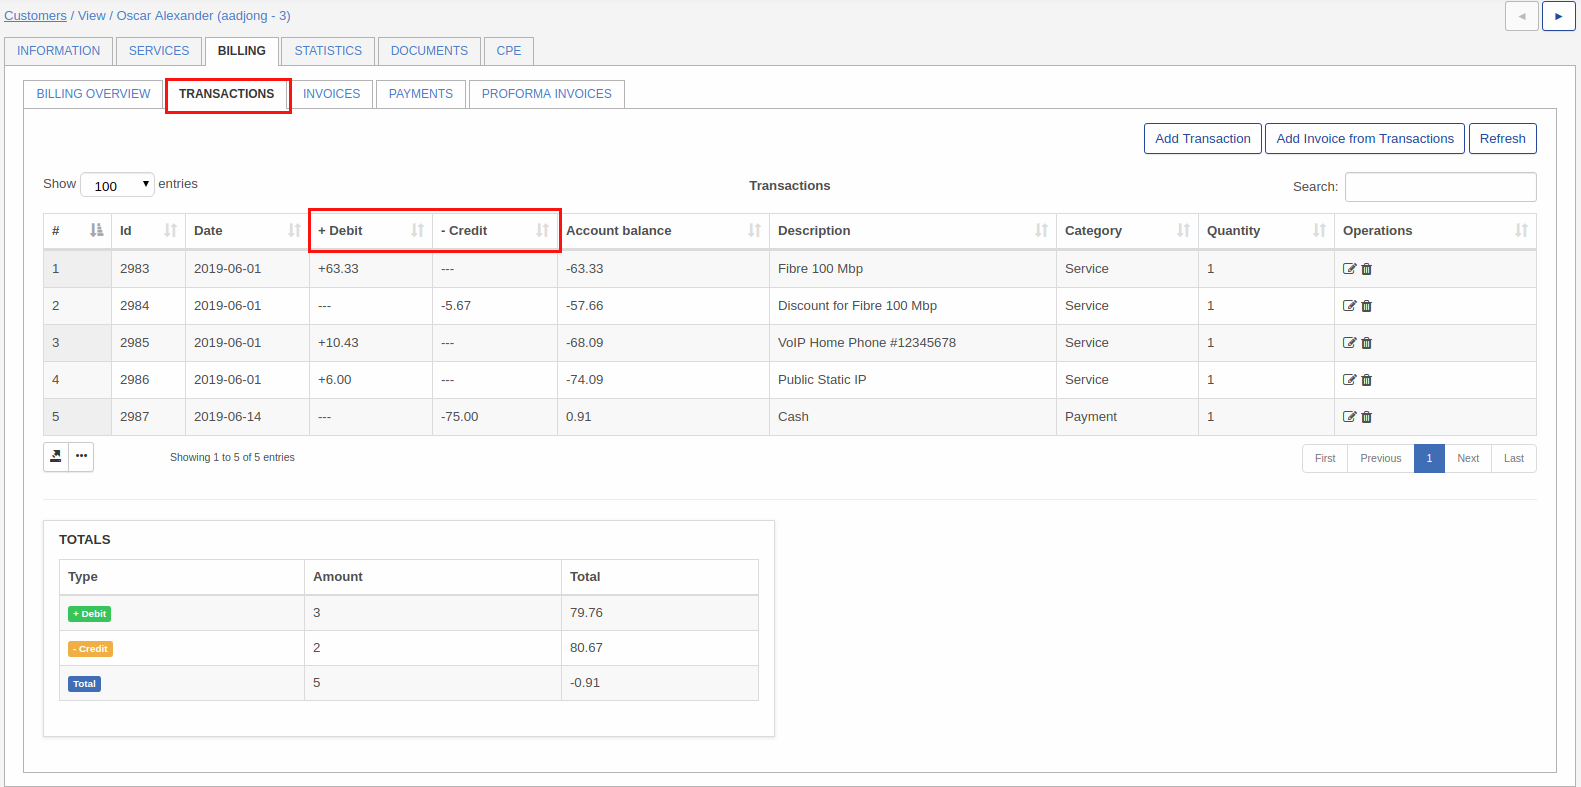 Customers / View / Oscar Alexander (aadjong - 3)
INFORMATION SERVICES BILLING STATISTICS DOCUMENTS CPE
BILLING OVERVIEW TRANSACTIONS INVOICES PAYMENTS PROFORMA INVOICES
Add Transaction Add Invoice from Transactions Refresh
Show 100 entries Transactions Search:
# Id Date + Debit - Credit Account balance Description Category Quantity Operations
1 2983 2019-06-01 +63.33 --- -63.33 Fibre 100 Mbp Service 1
2 2984 2019-06-01 --- -5.67 -57.66 Discount for Fibre 100 Mbp Service 1
3 2985 2019-06-01 +10.43 --- -68.09 VoIP Home Phone #12345678 Service 1
4 2986 2019-06-01 +6.00 --- -74.09 Public Static IP Service 1
5 2987 2019-06-14 --- -75.00 0.91 Cash Payment 1
Showing 1 to 5 of 5 entries First Previous 1 Next Last
TOTALS
Type Amount Total
+ Debit 3 79.76
- Credit 2 80.67
Total 5 -0.91